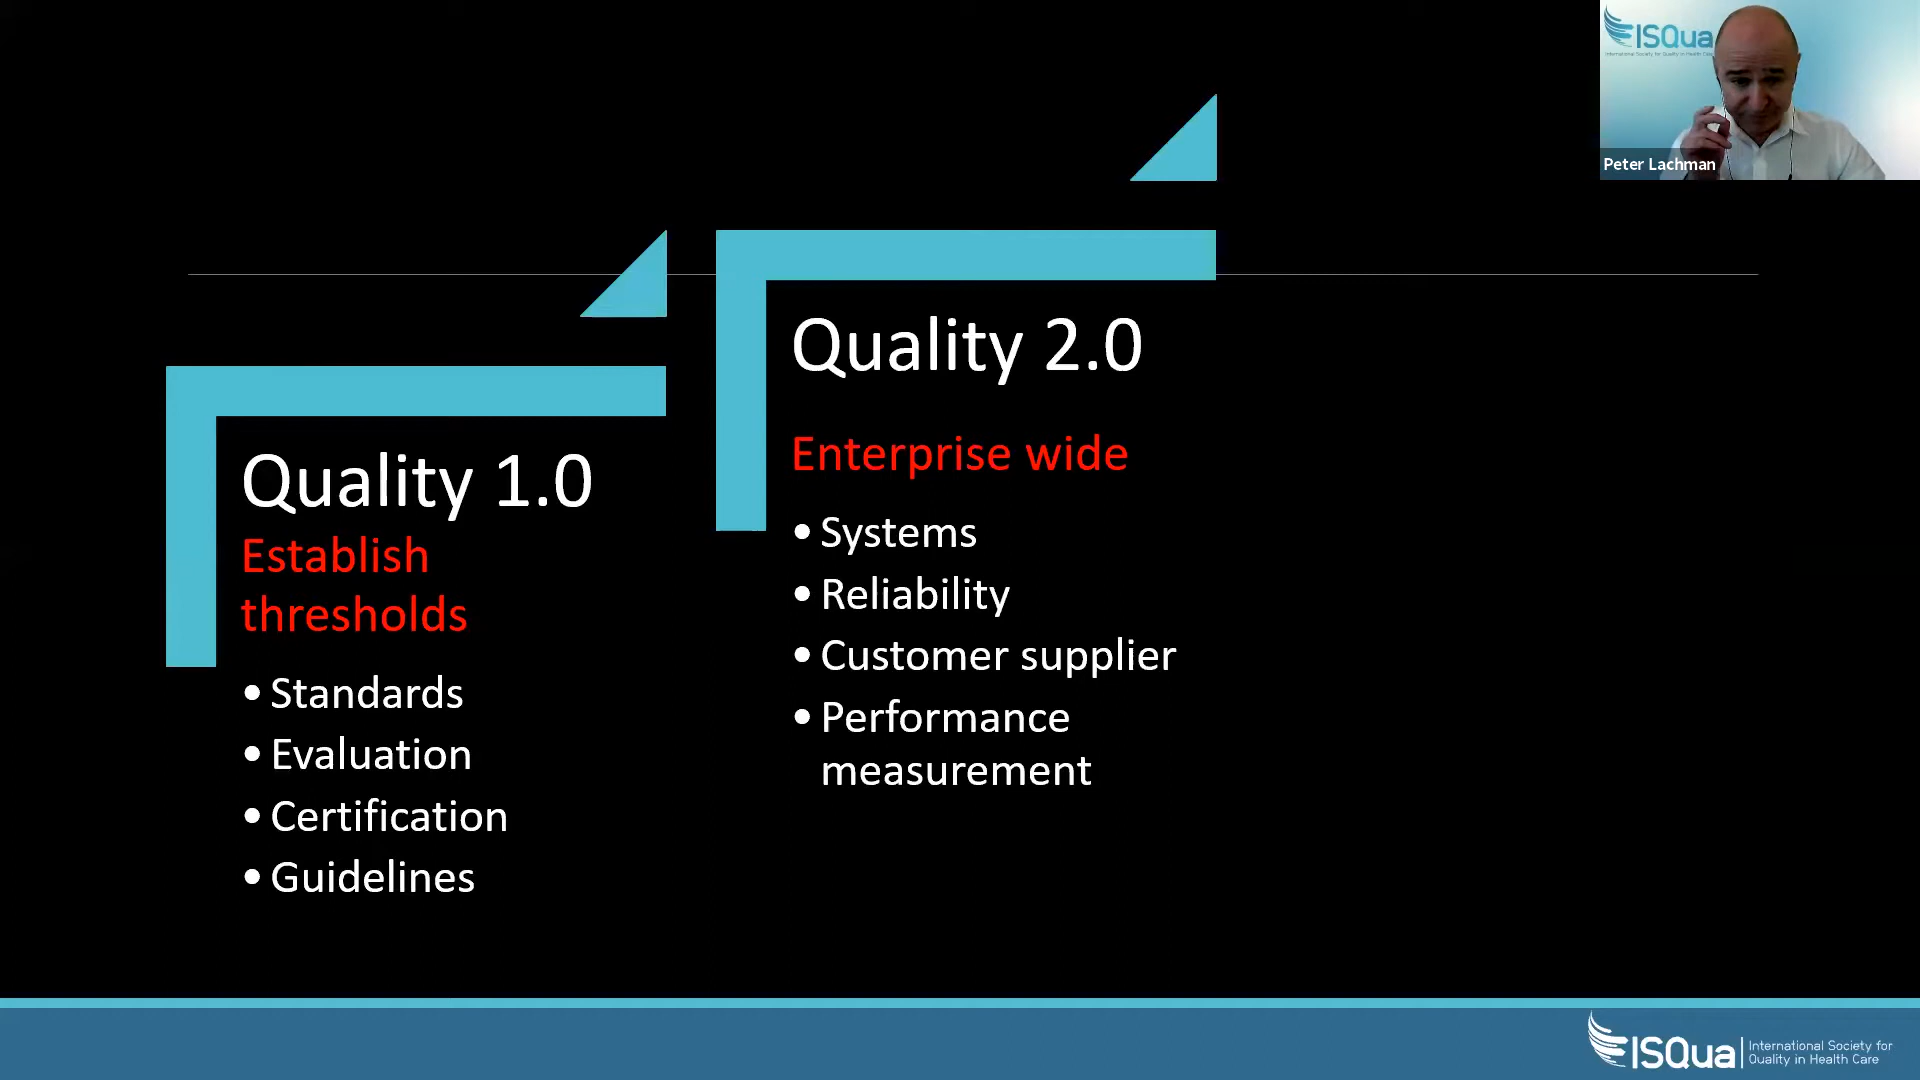 ISQua
Peter Lachman
Quality 1.0
Establish
thresholds
• Standards
• Evaluation
• Certification
• Guidelines
Quality 2.0
Enterprise wide
• Systems
• Reliability
• Customer supplier
• Performance
measurement
ISQua
International Society for
Quality in Health Care